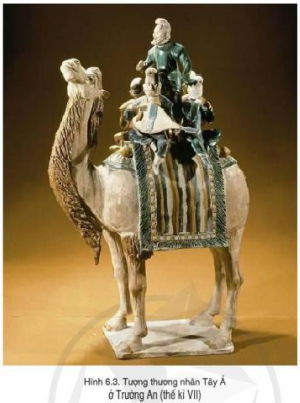 Hình 6.3. Tượng thương nhân Tây Á
ở Trường An (thế kỉ VII)